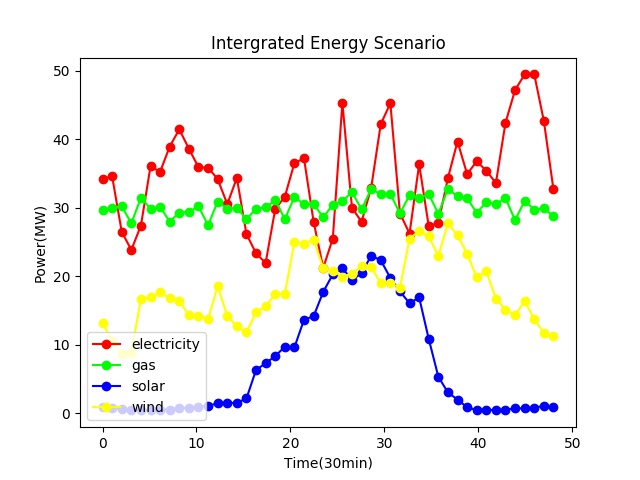 Intergrated Energy Scenario
Power(MW)
50
40
30
20
10
0
electricity
gas
solar
wind
0 10 20 30 40 50
Time(30min)